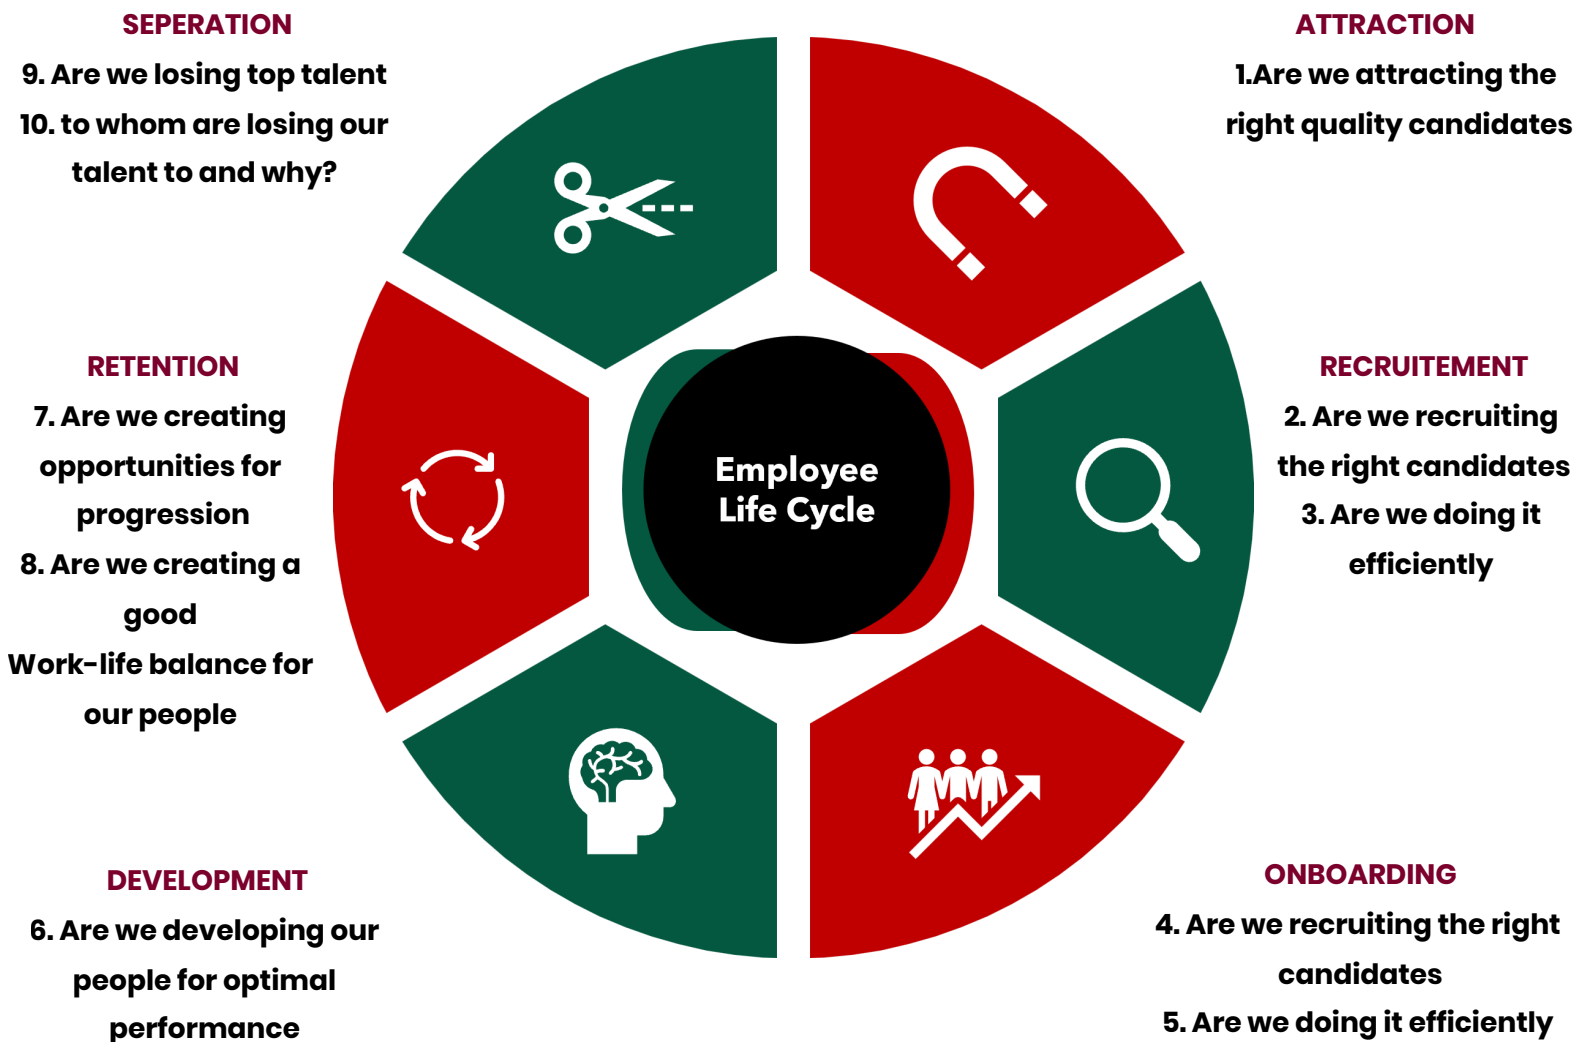 SEPERATION
9. Are we losing top talent
10. to whom are losing our
talent to and why?
ATTRACTION
1.Are we attracting the
right quality candidates
RETENTION
7. Are we creating
opportunities for
progression
8. Are we creating a
good
Work-life balance for
our people
Employee
Life Cycle
RECRUITEMENT
2. Are we recruiting
the right candidates
3. Are we doing it
efficiently
DEVELOPMENT
6. Are we developing our
people for optimal
performance
ONBOARDING
4. Are we recruiting the right
candidates
5. Are we doing it efficiently